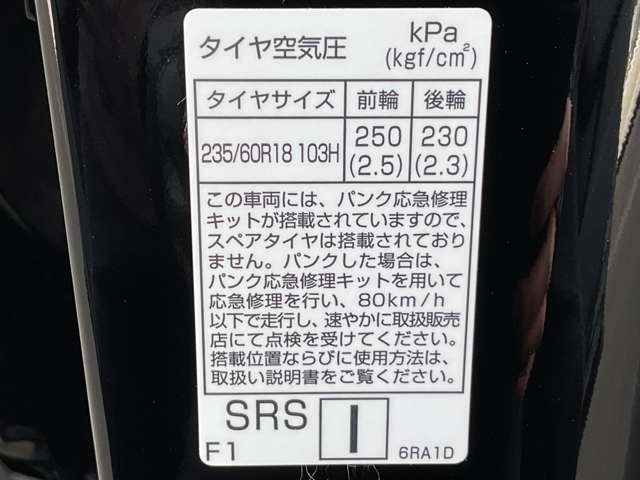 タイヤ空気圧 kPa (kgf/cm²)
タイヤサイズ 前輪 後輪
235/60R18 103H 250 (2.5) 230 (2.3)
この車両には、パンク応急修理
キットが搭載されていますので、
スペアタイヤは搭載されており
ません。パンクした場合は、
パンク応急修理キットを用いて
応急修理を行い、80km/h
以下で走行し、速やかに取扱販売
店にて点検を受けてください。
搭載位置ならびに使用方法は、
取扱い説明書をご覧ください。
SRS I
F1 6RA1D